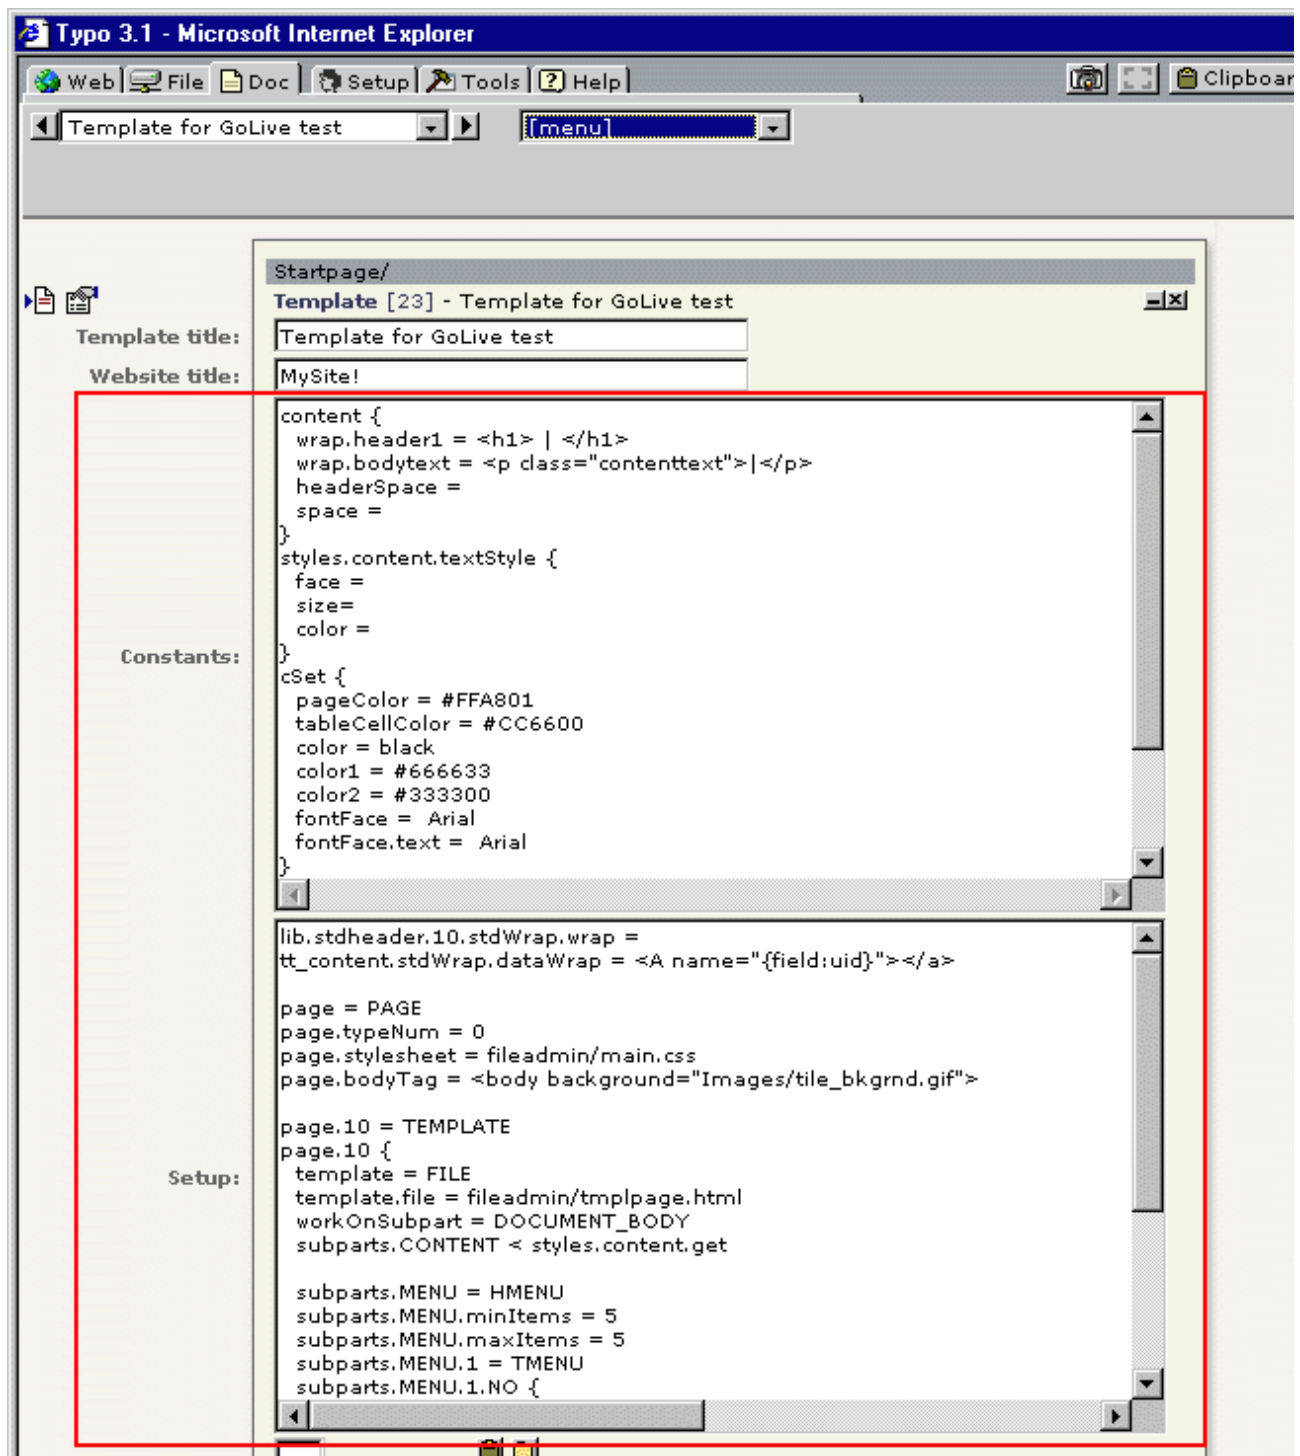 Typo 3.1 - Microsoft Internet Explorer
Web File Doc Setup Tools Help Clipboar
Template for GoLive test [menu]
Startpage/
Template [23] - Template for GoLive test
Template title: Template for GoLive test
Website title: MySite!
Constants:
content {
wrap.header1 = <h1> | </h1>
wrap.bodytext = <p class="contenttext">|</p>
headerSpace =
space =
}
styles.content.textStyle {
face =
size=
color =
}
cSet {
pageColor = #FFA801
tableCellColor = #CC6600
color = black
color1 = #666633
color2 = #333300
fontFace =  Arial
fontFace.text =  Arial
}
Setup:
lib.stdheader.10.stdWrap.wrap =
tt_content.stdWrap.dataWrap = <A name="{field:uid}"></a>
page = PAGE
page.typeNum = 0
page.stylesheet = fileadmin/main.css
page.bodyTag = <body background="Images/tile_bkgrnd.gif">
page.10 = TEMPLATE
page.10 {
template = FILE
template.file = fileadmin/tmplpage.html
workOnSubpart = DOCUMENT_BODY
subparts.CONTENT < styles.content.get
subparts.MENU = HMENU
subparts.MENU.minItems = 5
subparts.MENU.maxItems = 5
subparts.MENU.1 = TMENU
subparts.MENU.1.NO {